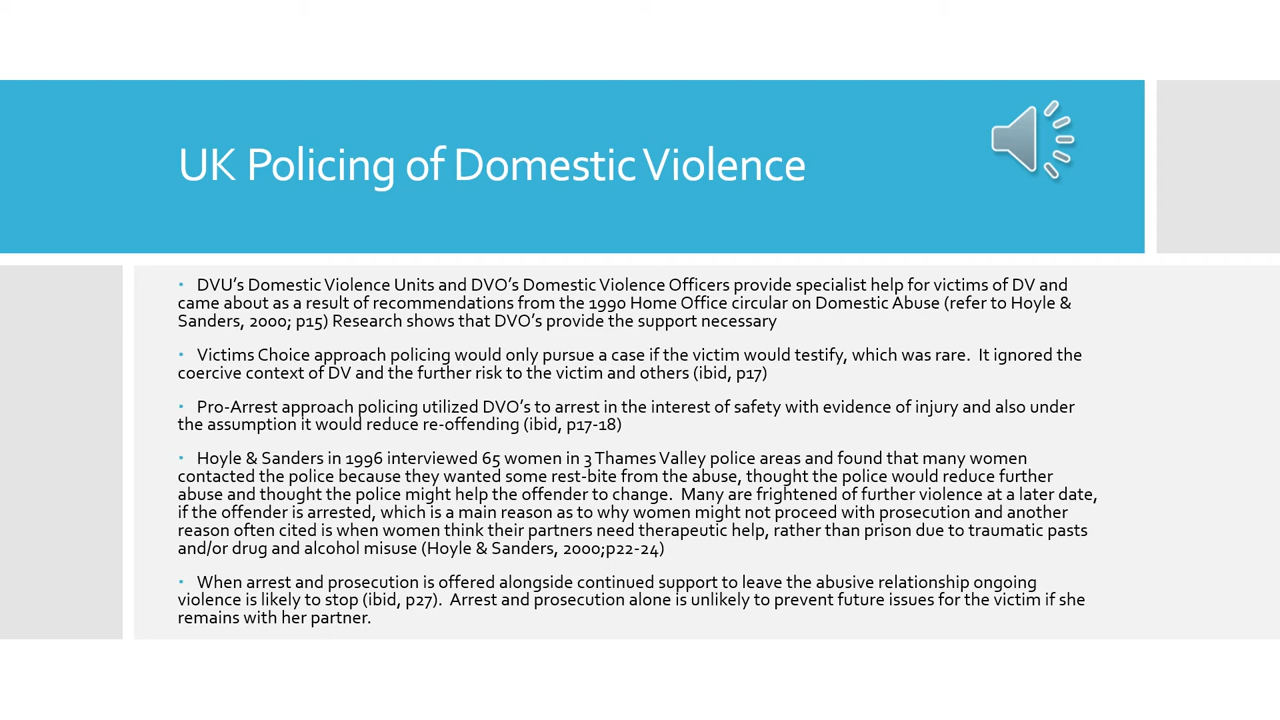 UK Policing of Domestic Violence
• DVU's Domestic Violence Units and DVO's Domestic Violence Officers provide specialist help for victims of DV and
came about as a result of recommendations from the 1990 Home Office circular on Domestic Abuse (refer to Hoyle &
Sanders, 2000; p15) Research shows that DVO's provide the support necessary
• Victims Choice approach policing would only pursue a case if the victim would testify, which was rare. It ignored the
coercive context of DV and the further risk to the victim and others (ibid, p17)
• Pro-Arrest approach policing utilized DVO's to arrest in the interest of safety with evidence of injury and also under
the assumption it would reduce re-offending (ibid, p17-18)
• Hoyle & Sanders in 1996 interviewed 65 women in 3 Thames Valley police areas and found that many women
contacted the police because they wanted some rest-bite from the abuse, thought the police would reduce further
abuse and thought the police might help the offender to change. Many are frightened of further violence at a later date,
if the offender is arrested, which is a main reason as to why women might not proceed with prosecution and another
reason often cited is when women think their partners need therapeutic help, rather than prison due to traumatic pasts
and/or drug and alcohol misuse (Hoyle & Sanders, 2000;p22-24)
• When arrest and prosecution is offered alongside continued support to leave the abusive relationship ongoing
violence is likely to stop (ibid, p27). Arrest and prosecution alone is unlikely to prevent future issues for the victim if she
remains with her partner.